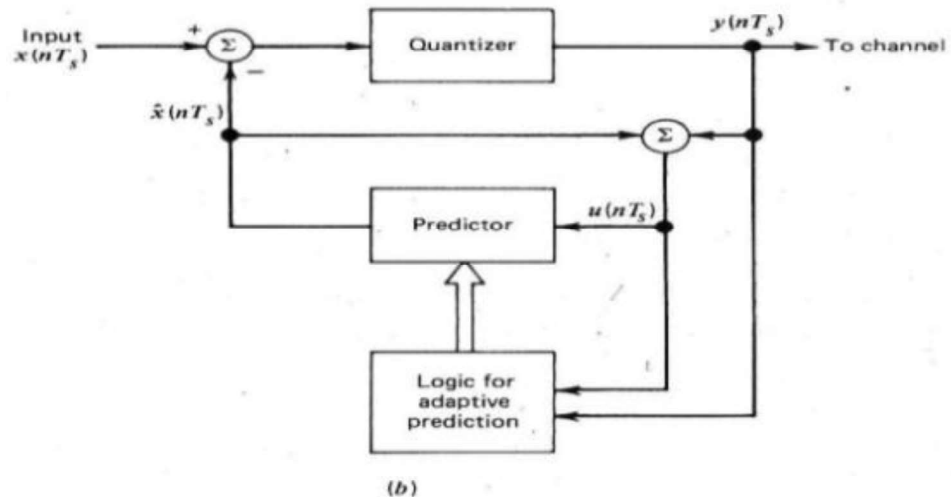 Input
x(nTₛ)
+
Σ
−
Quantizer
y(nTₛ)
To channel
x̂(nTₛ)
Σ
Predictor
u(nTₛ)
Logic for
adaptive
prediction
(b)